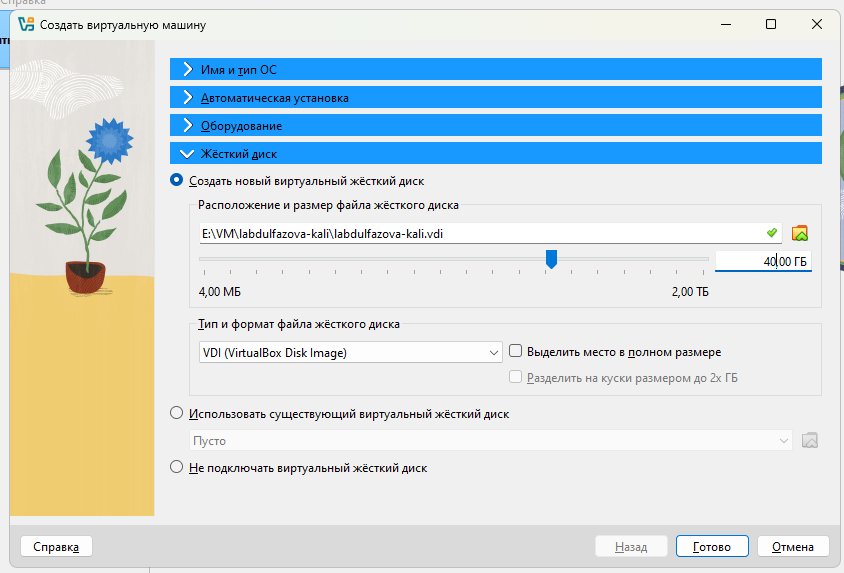 Справка
Создать виртуальную машину
Имя и тип ОС
Автоматическая установка
Оборудование
Жёсткий диск
Создать новый виртуальный жёсткий диск
Расположение и размер файла жёсткого диска
E:\VM\labdulfazova-kali\labdulfazova-kali.vdi
40,00 ГБ
4,00 МБ 2,00 ТБ
Тип и формат файла жёсткого диска
VDI (VirtualBox Disk Image) Выделить место в полном размере
Разделить на куски размером до 2х ГБ
Использовать существующий виртуальный жёсткий диск
Пусто
Не подключать виртуальный жёсткий диск
Справка Назад Готово Отмена